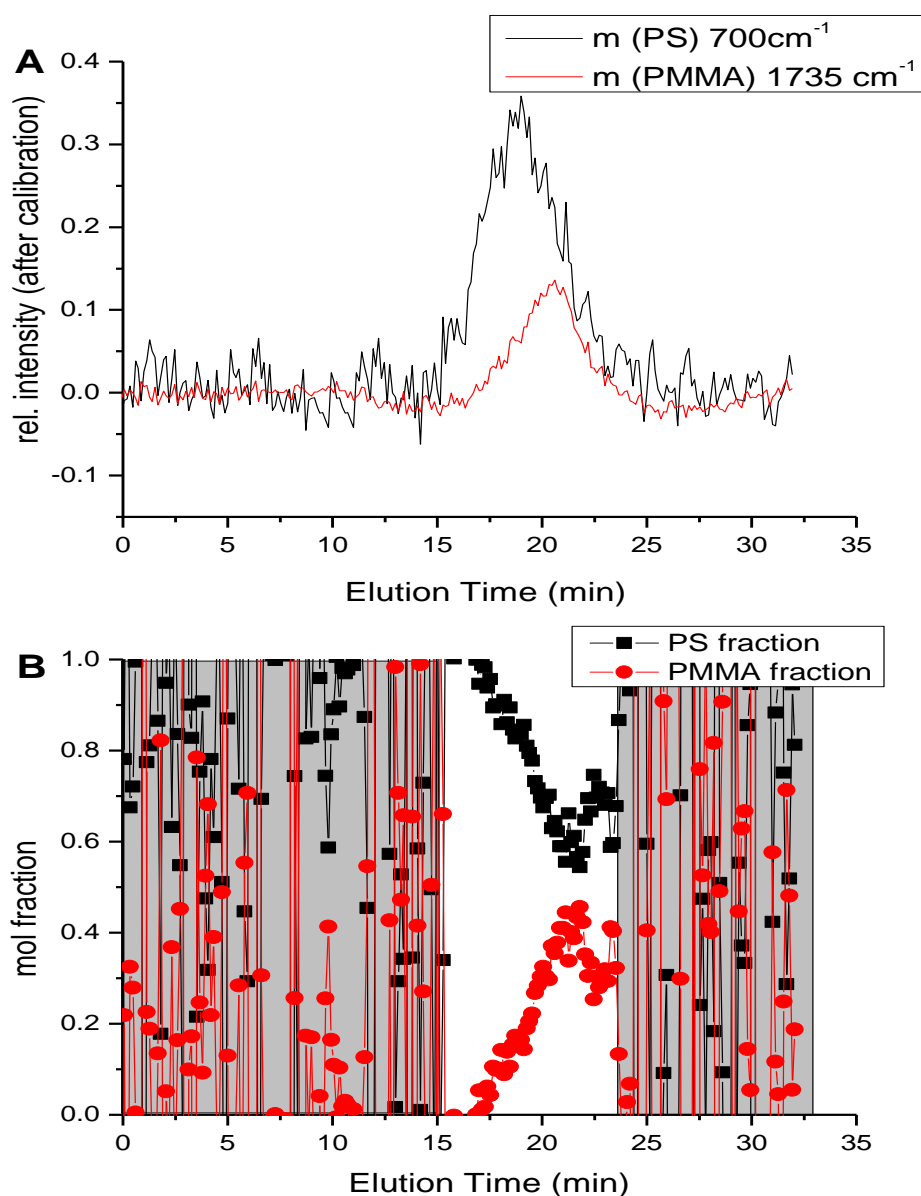 m (PS) 700cm⁻¹
m (PMMA) 1735 cm⁻¹
A
0.4
0.3
0.2
0.1
0.0
-0.1
rel. intensity (after calibration)
0 5 10 15 20 25 30 35
Elution Time (min)
B
PS fraction
PMMA fraction
1.0
0.8
0.6
0.4
0.2
0.0
mol fraction
0 5 10 15 20 25 30 35
Elution Time (min)